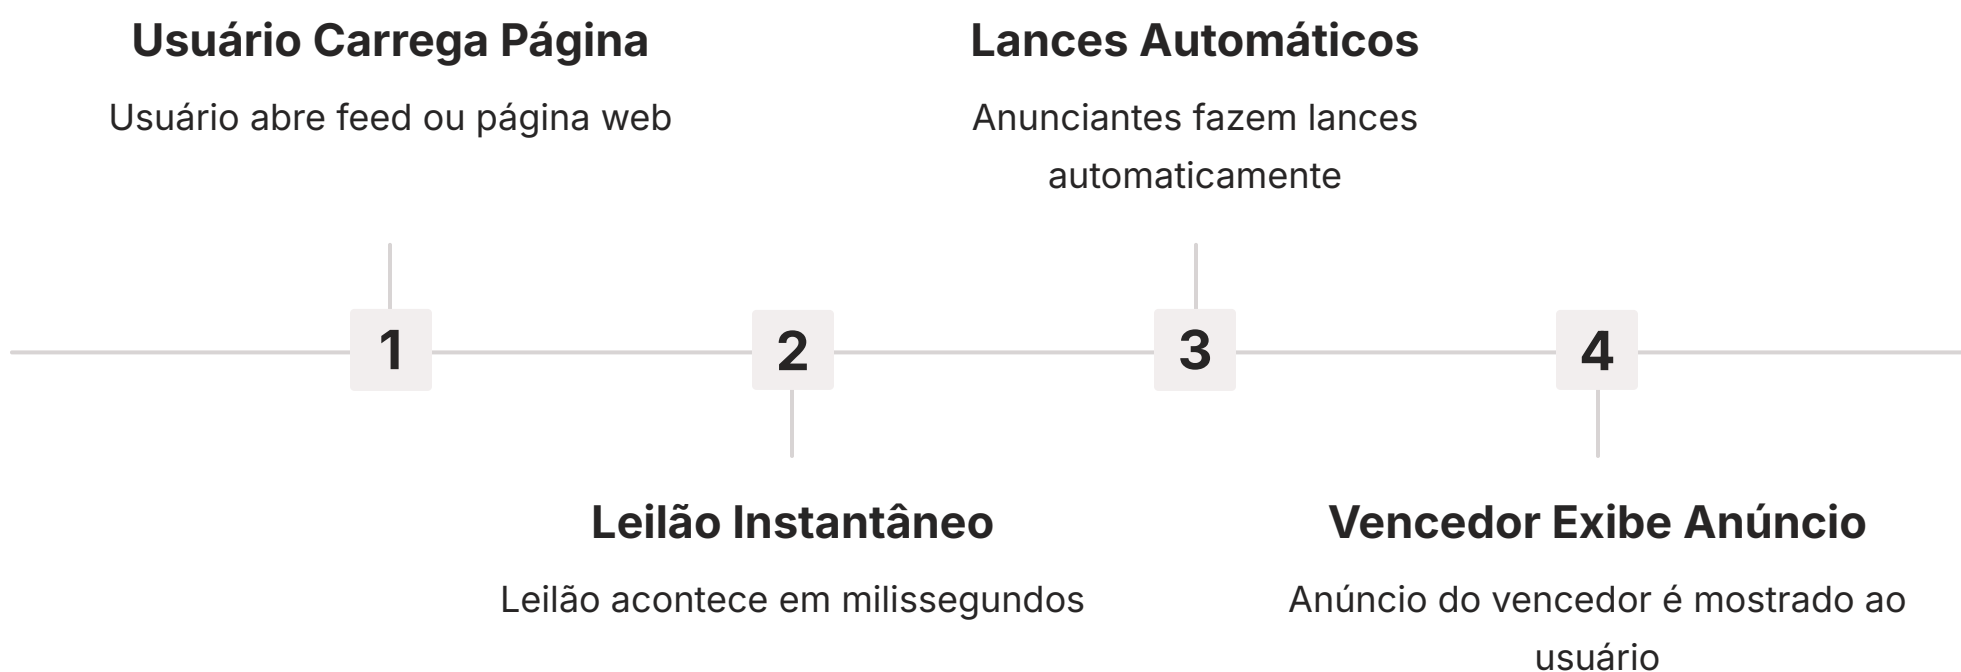 Usuário Carrega Página
Usuário abre feed ou página web
Lances Automáticos
Anunciantes fazem lances
automaticamente
1
2
3
4
Leilão Instantâneo
Leilão acontece em milissegundos
Vencedor Exibe Anúncio
Anúncio do vencedor é mostrado ao
usuário